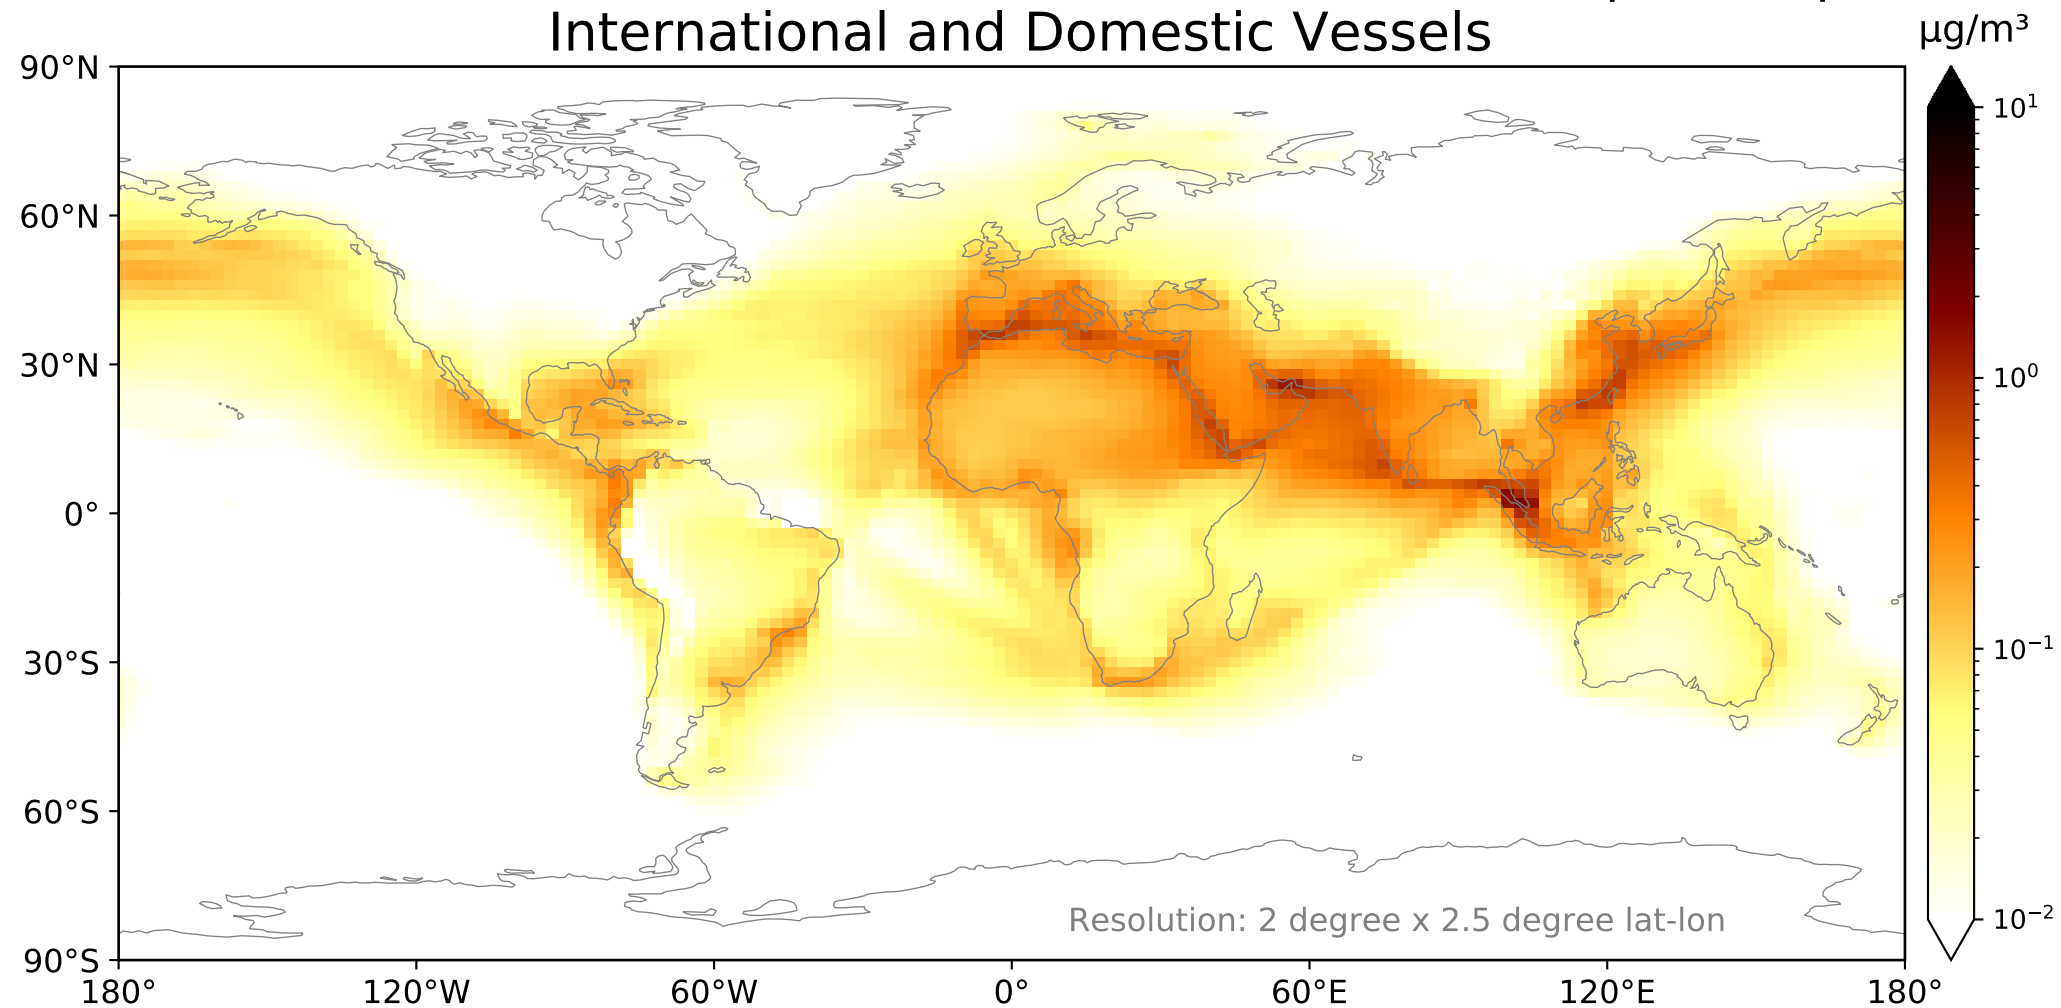 International and Domestic Vessels
µg/m³
90°N
60°N
30°N
0°
30°S
60°S
90°S
180°
120°W
60°W
0°
60°E
120°E
180°
10¹
10⁰
10⁻¹
10⁻²
Resolution: 2 degree x 2.5 degree lat-lon